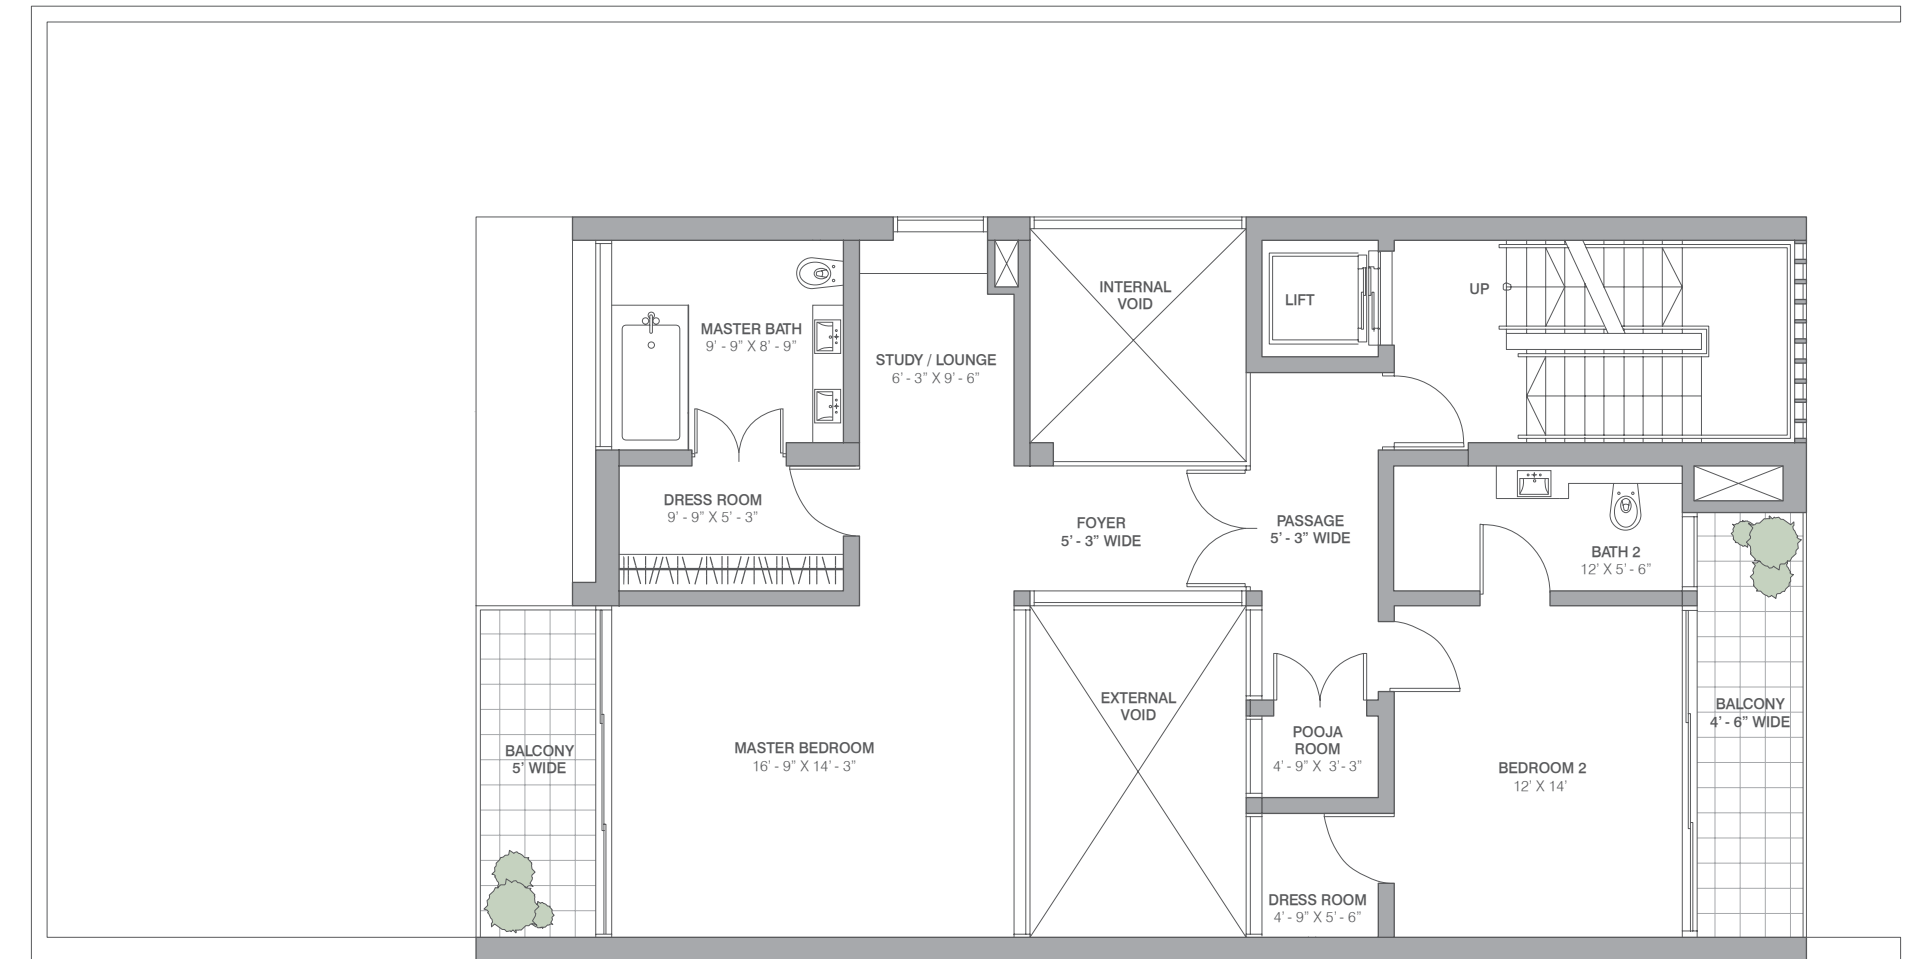 INTERNAL
VOID
UP
LIFT
MASTER BATH
9' - 9” X 8' - 9”
STUDY / LOUNGE
6' - 3” X 9' - 6”
DRESS ROOM
9' - 9” X 5' - 3”
FOYER
5' - 3” WIDE
PASSAGE
5' - 3” WIDE
BATH 2
12' X 5' - 6”
EXTERNAL
VOID
BALCONY
4' - 6” WIDE
POOJA
ROOM
4' - 9” X 3' - 3”
MASTER BEDROOM
16' - 9” X 14' - 3”
BALCONY
5' WIDE
BEDROOM 2
12' X 14'
DRESS ROOM
4' - 9” X 5' - 6”